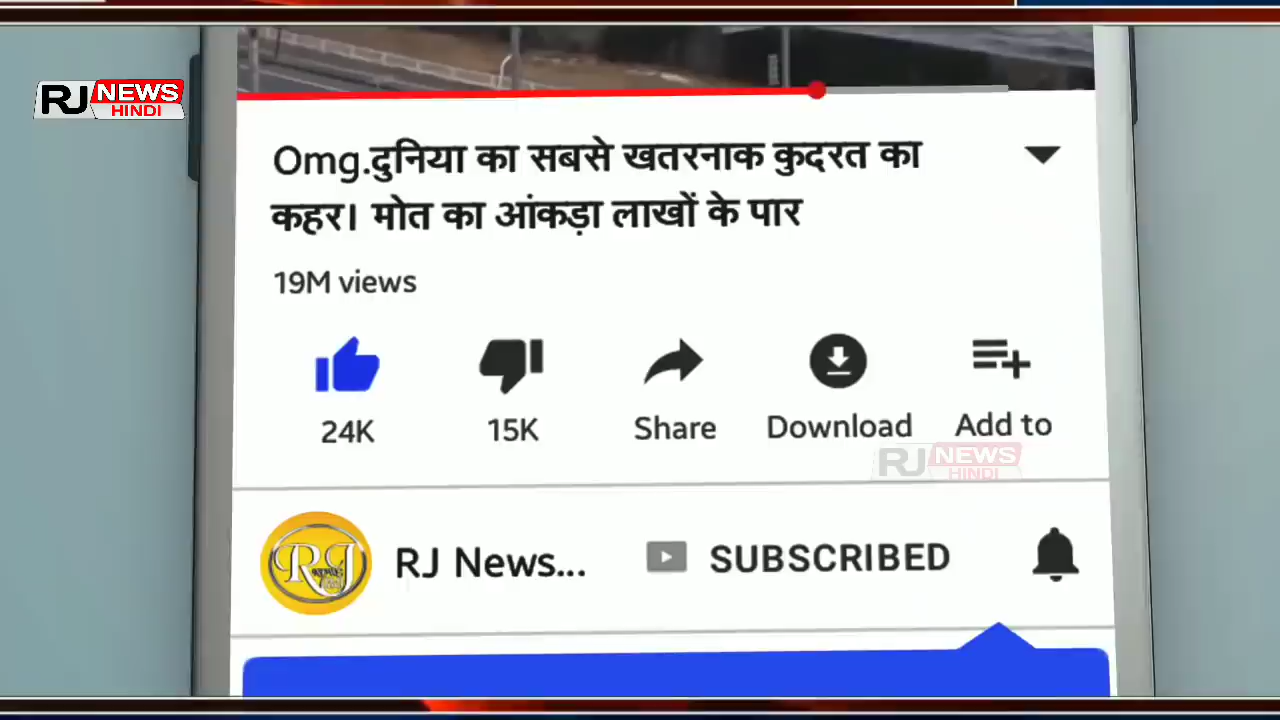 RJ NEWS
HINDI
Omg.दुनिया का सबसे खतरनाक कुदरत का
कहर। मोत का आंकड़ा लाखों के पार
19M views
24K
15K
Share
Download
Add to
RJ NEWS
HINDI
RJ
RJ News...
SUBSCRIBED